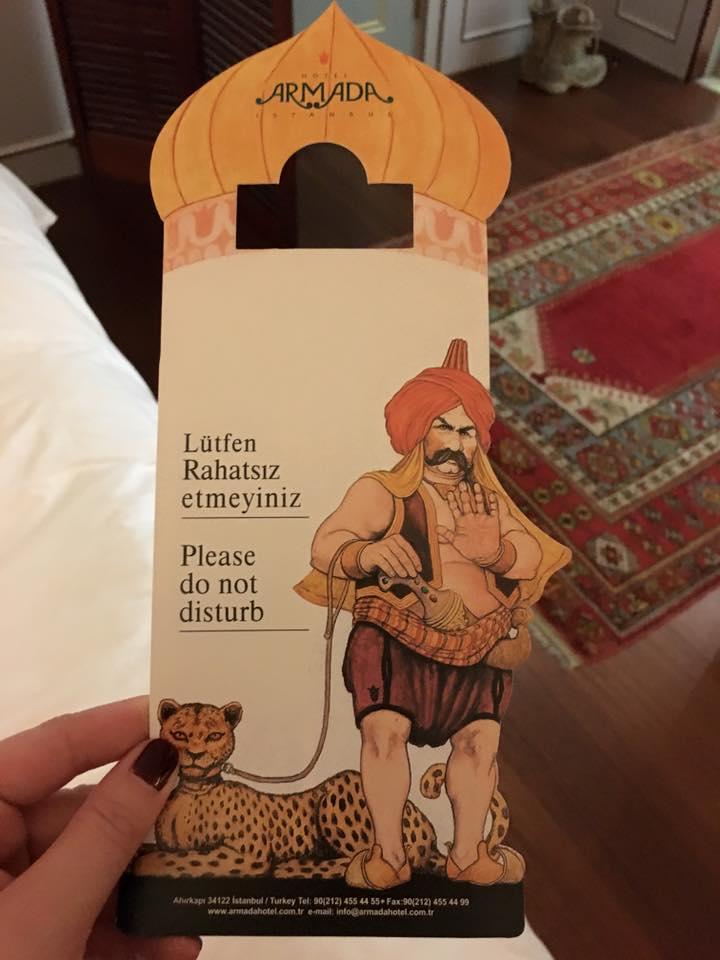 HOTEL
ARMADA
İSTANBUL
Lütfen
Rahatsız
etmeyiniz
Please
do not
disturb
Ahırkapı 34122 İstanbul / Turkey Tel: 90(212) 455 44 55 • Fax:90(212) 455 44 99
www.armadahotel.com.tr e-mail: info@armadahotel.com.tr